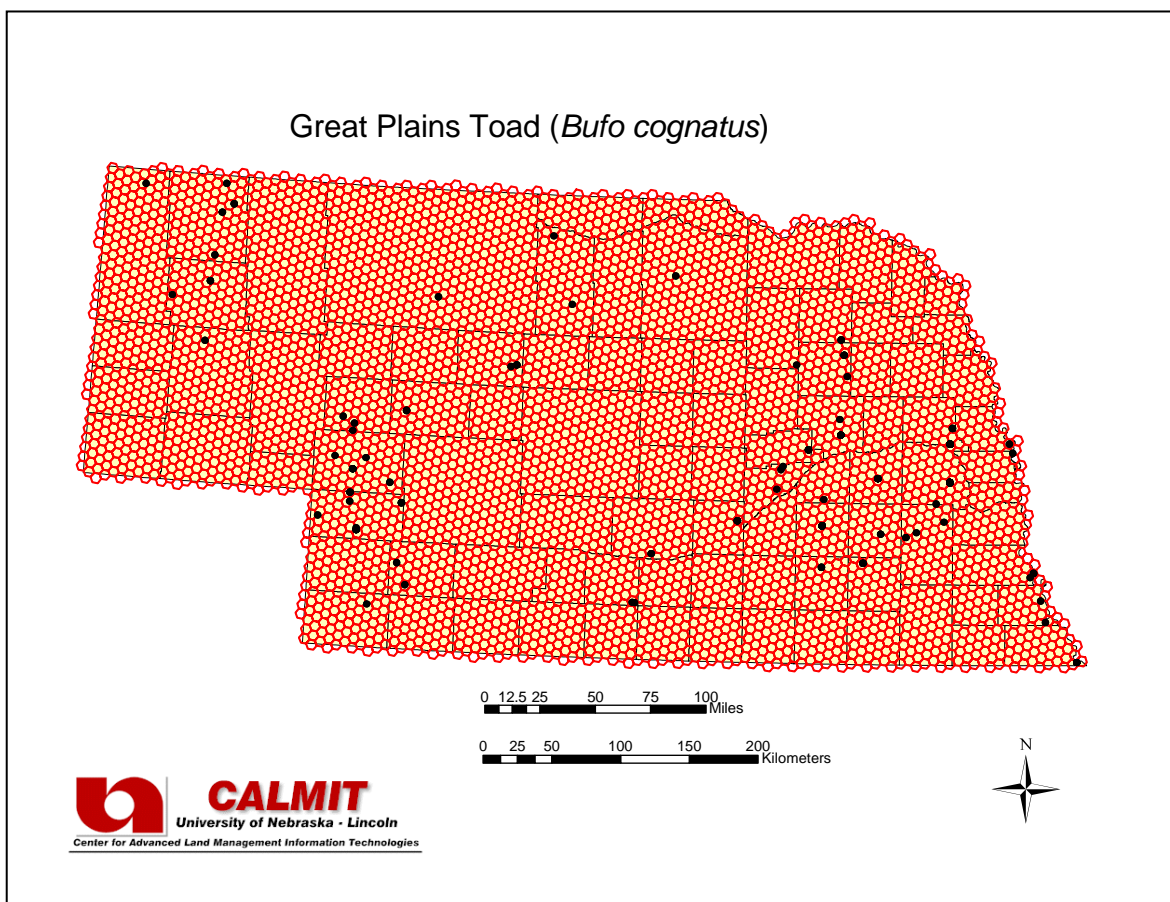 Great Plains Toad (Bufo cognatus)
0 12.5 25 50 75 100
Miles
0 25 50 100 150 200
Kilometers
N
CALMIT
University of Nebraska - Lincoln
Center for Advanced Land Management Information Technologies